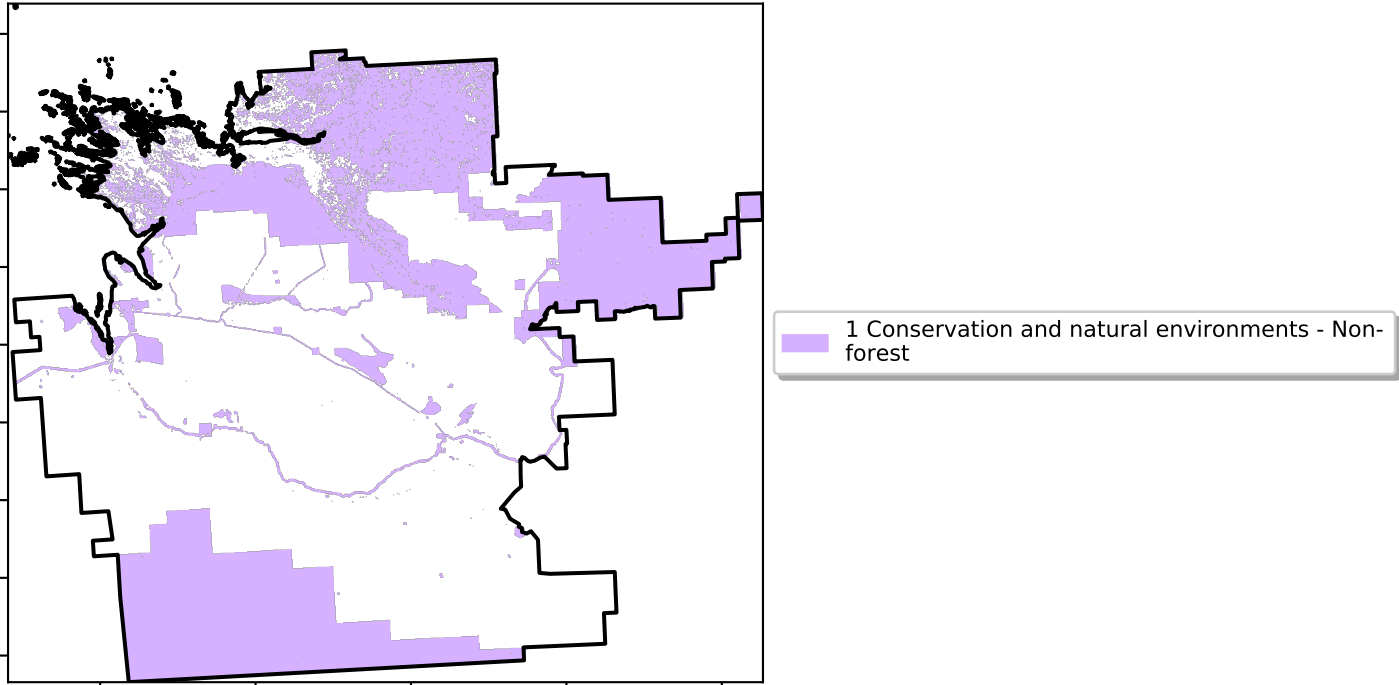 1 Conservation and natural environments - Non-
forest